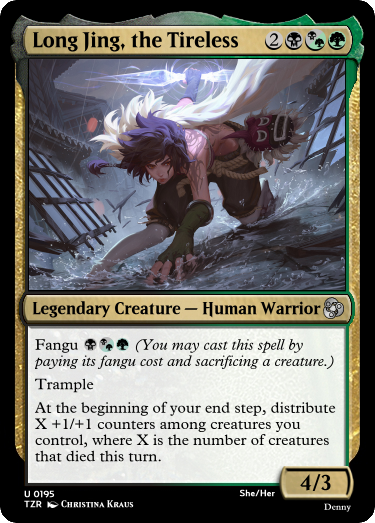 Long Jing, the Tireless 2
Legendary Creature — Human Warrior
Fangu (You may cast this spell by
paying its fangu cost and sacrificing a creature.)
Trample
At the beginning of your end step, distribute
X +1/+1 counters among creatures you
control, where X is the number of creatures
that died this turn.
4/3
U 0195
She/Her
TZR Christina Kraus
Denny